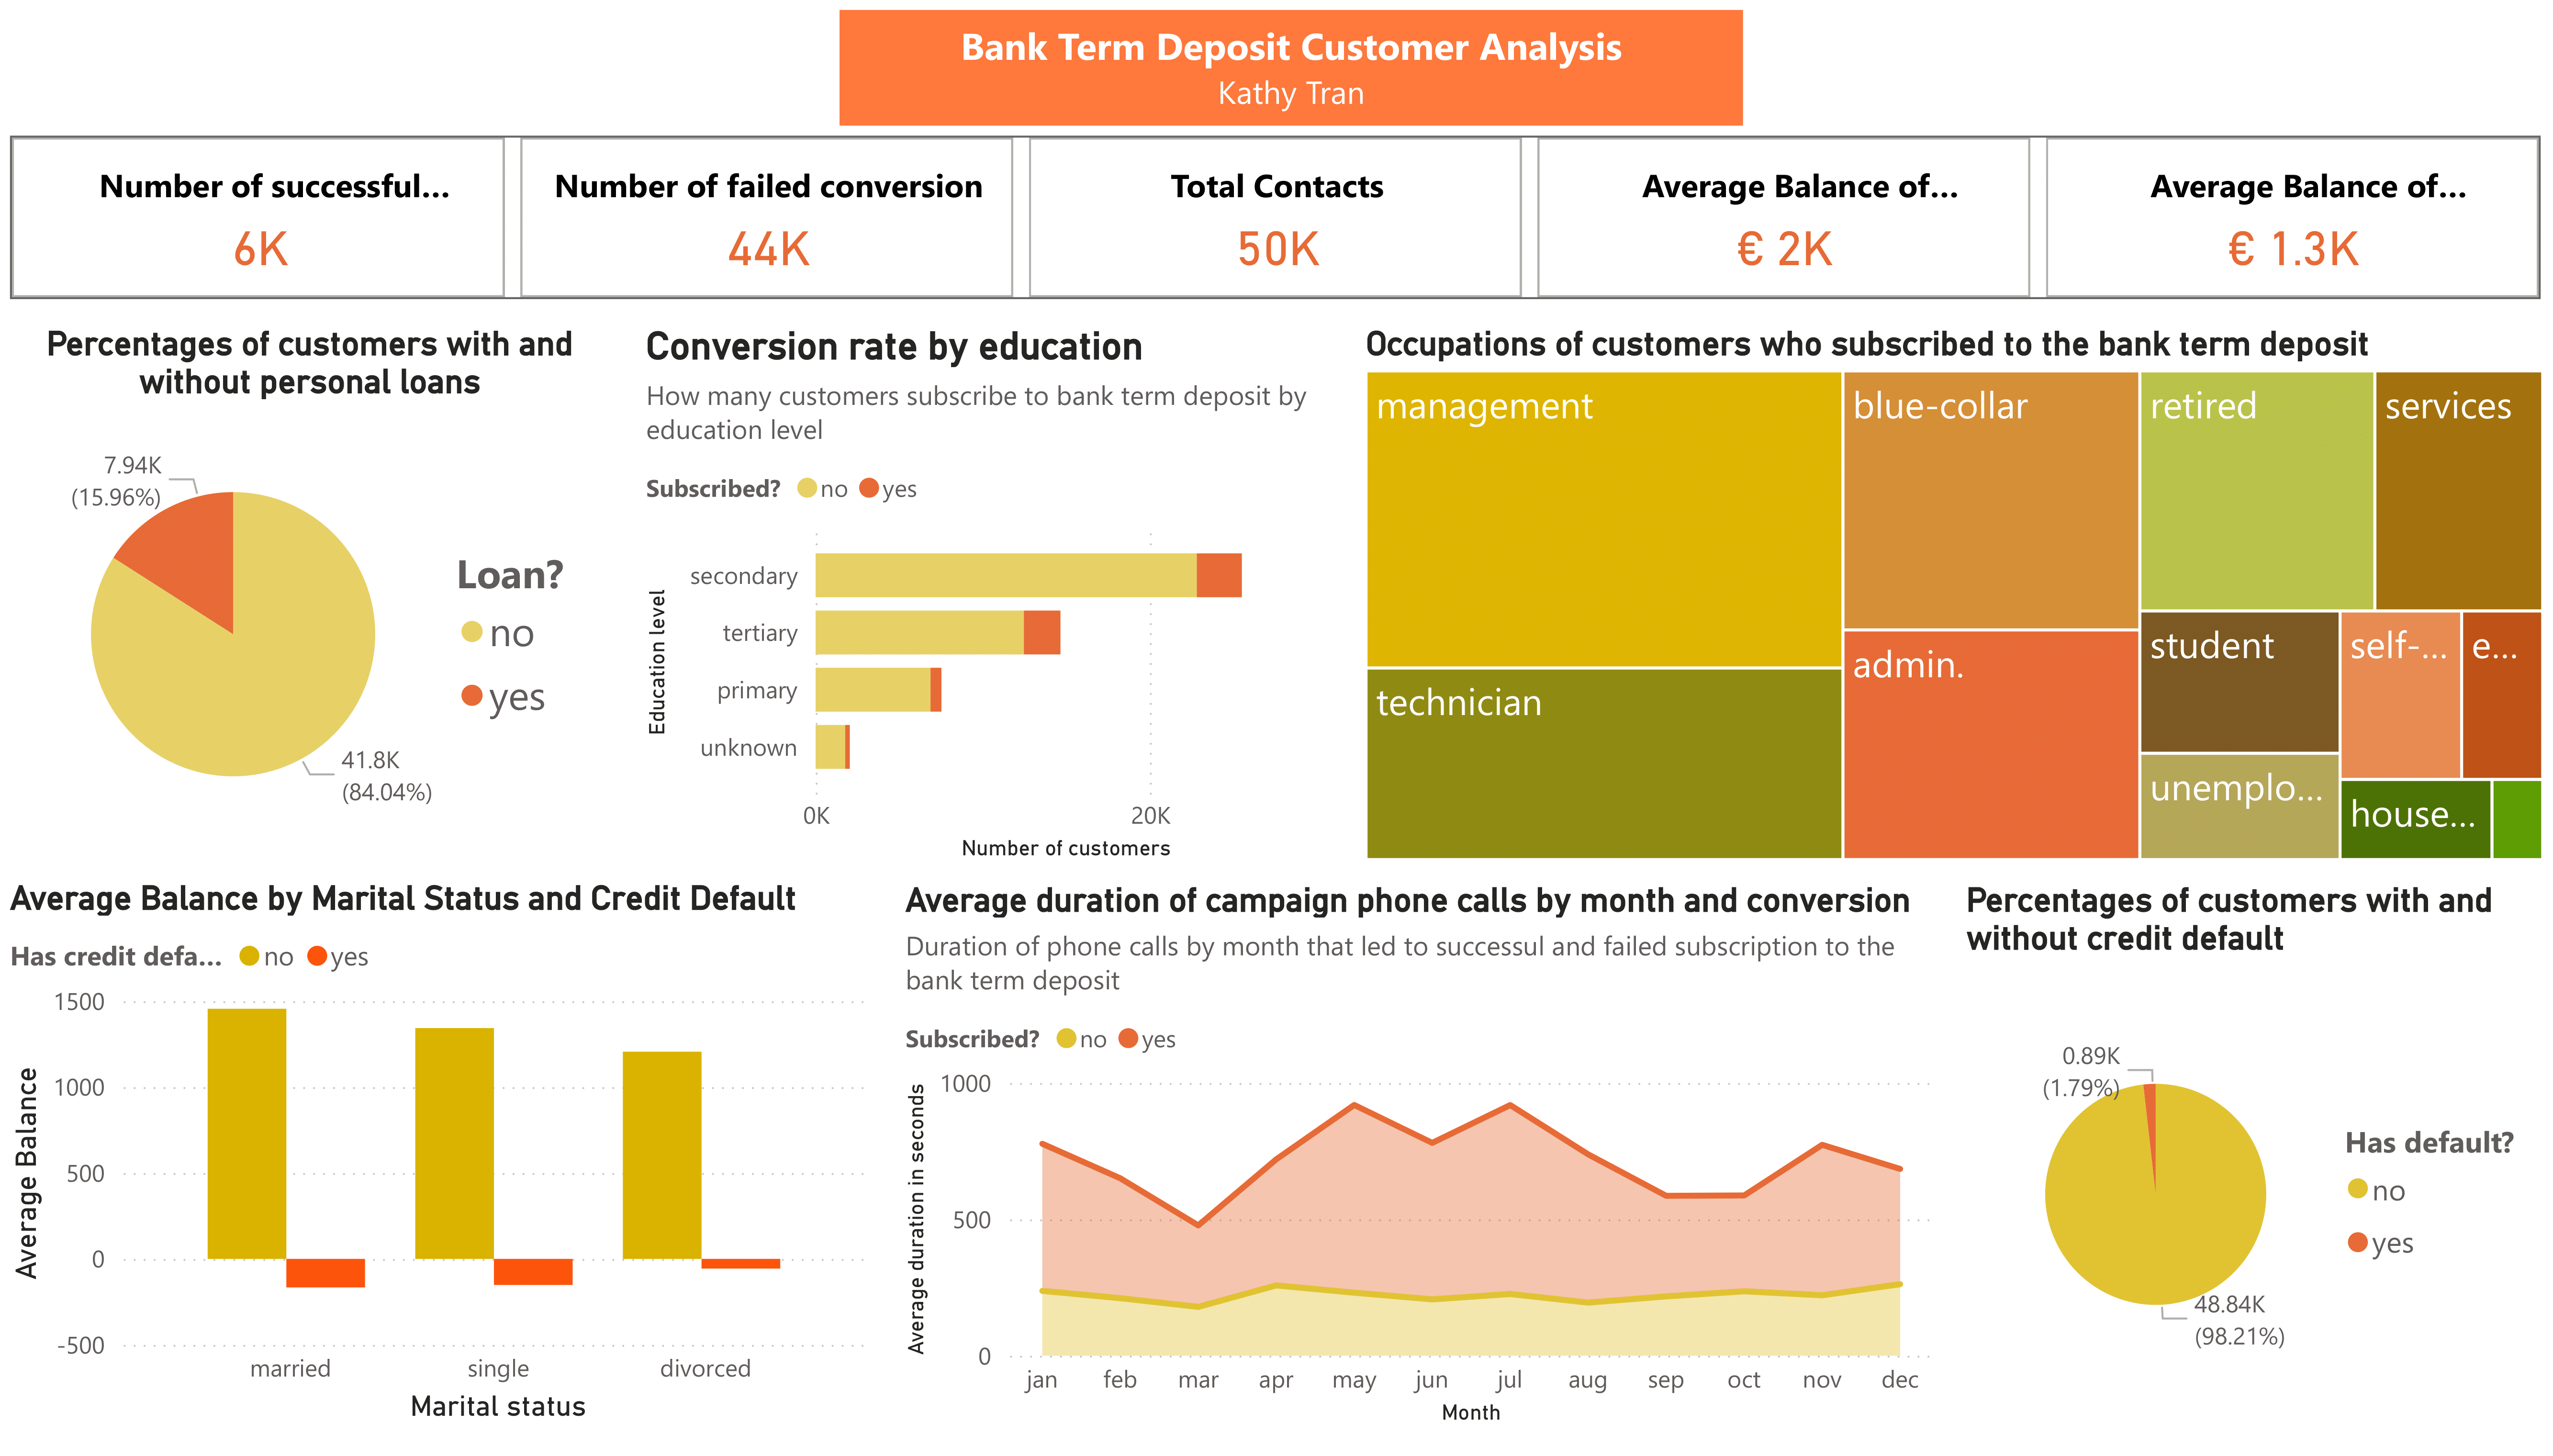 Bank Term Deposit Customer Analysis
Kathy Tran
Number of successful...
6K
Number of failed conversion
44K
Total Contacts
50K
Average Balance of...
€ 2K
Average Balance of...
€ 1.3K
Percentages of customers with and
without personal loans
7.94K
(15.96%)
41.8K
(84.04%)
Loan?
no
yes
Conversion rate by education
How many customers subscribe to bank term deposit by
education level
Subscribed? no yes
Education level
secondary
tertiary
primary
unknown
0K 20K
Number of customers
Occupations of customers who subscribed to the bank term deposit
management
technician
blue-collar
admin.
retired
services
student
self-...
e...
unemplo...
house...
Average Balance by Marital Status and Credit Default
Has credit defa... no yes
Average Balance
1500
1000
500
0
-500
married single divorced
Marital status
Average duration of campaign phone calls by month and conversion
Duration of phone calls by month that led to successul and failed subscription to the
bank term deposit
Subscribed? no yes
Average duration in seconds
1000
500
0
jan feb mar apr may jun jul aug sep oct nov dec
Month
Percentages of customers with and
without credit default
0.89K
(1.79%)
48.84K
(98.21%)
Has default?
no
yes